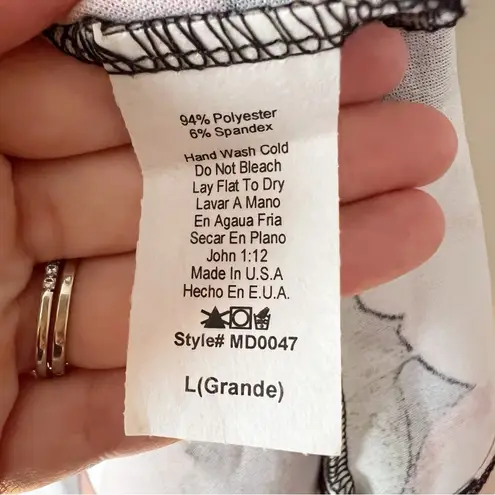 94% Polyester
6% Spandex
Hand Wash Cold
Do Not Bleach
Lay Flat To Dry
Lavar A Mano
En Agaua Fria
Secar En Plano
John 1:12
Made In U.S.A
Hecho En E.U.A.
Style# MD0047
L(Grande)